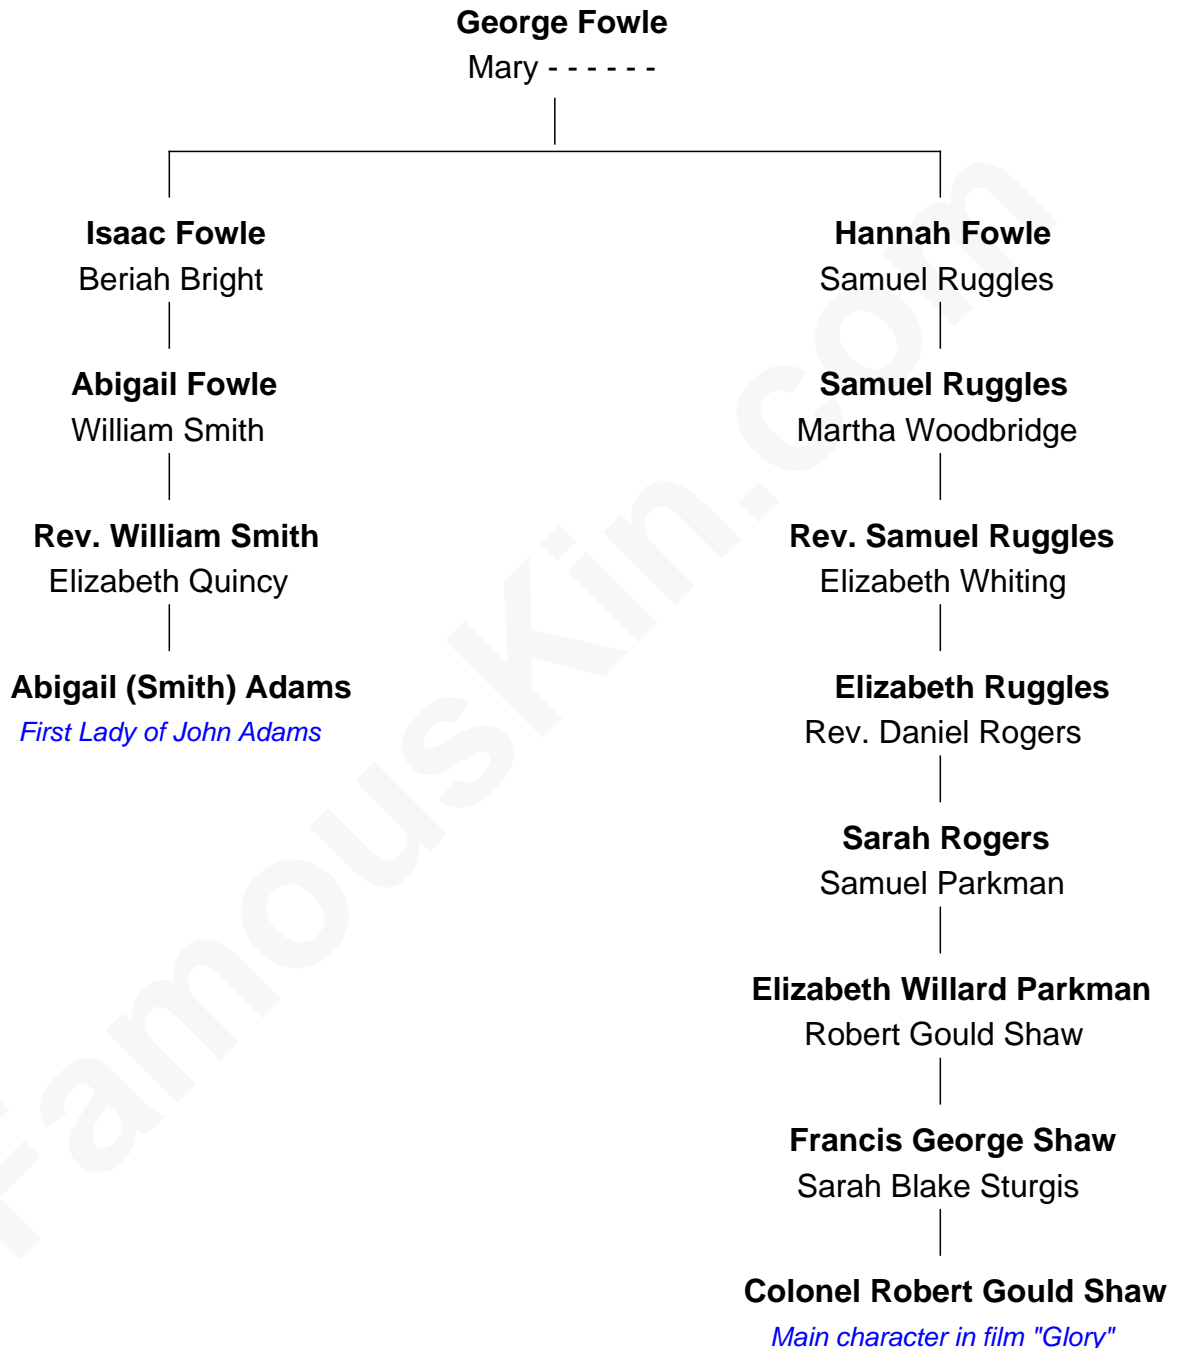 George Fowle
Mary - - - - - -
Isaac Fowle
Beriah Bright
Hannah Fowle
Samuel Ruggles
Abigail Fowle
William Smith
Samuel Ruggles
Martha Woodbridge
Rev. William Smith
Elizabeth Quincy
Rev. Samuel Ruggles
Elizabeth Whiting
Abigail (Smith) Adams
First Lady of John Adams
Elizabeth Ruggles
Rev. Daniel Rogers
Sarah Rogers
Samuel Parkman
Elizabeth Willard Parkman
Robert Gould Shaw
Francis George Shaw
Sarah Blake Sturgis
Colonel Robert Gould Shaw
Main character in film "Glory"
FamousKin.com